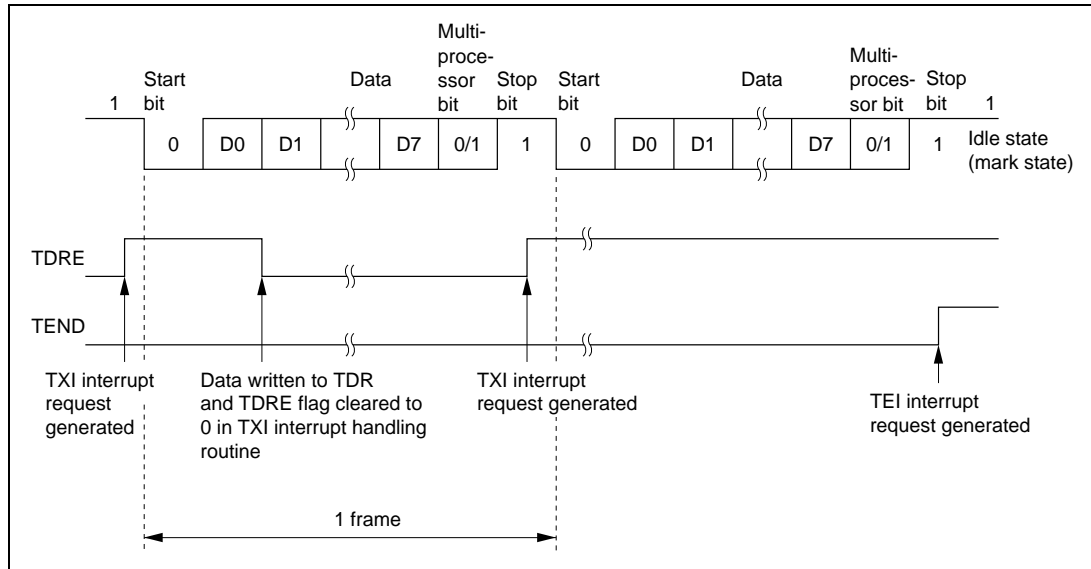 1
Start
bit
Data
Multi-
proce-
ssor
bit
Stop
bit
Start
bit
Data
Multi-
proces-
sor bit
Stop
bit
1
0 D0 D1 D7 0/1 1 0 D0 D1 D7 0/1 1
Idle state
(mark state)
TDRE
TEND
TXI interrupt
request
generated
Data written to TDR
and TDRE flag cleared to
0 in TXI interrupt handling
routine
TXI interrupt
request generated
TEI interrupt
request generated
1 frame